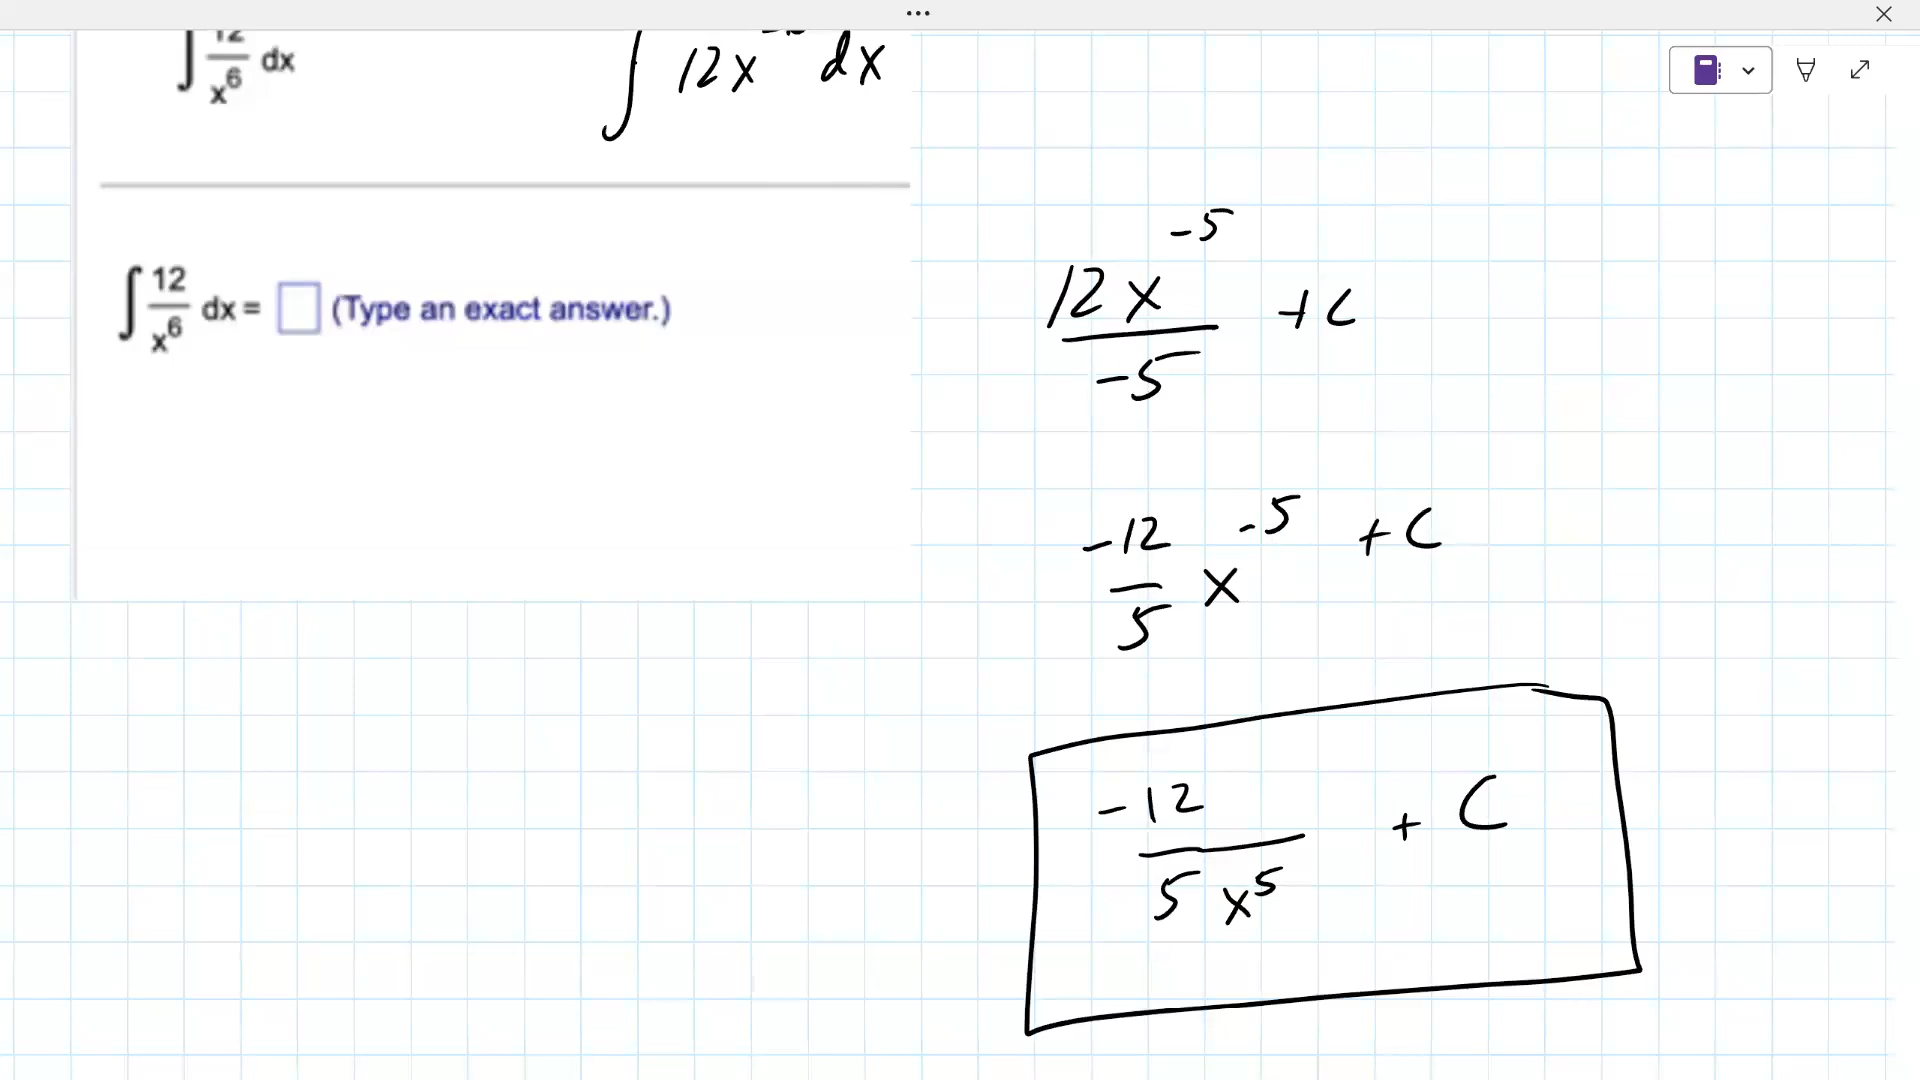 ∫ 12/x⁶ dx
∫ 12x dx
∫ 12/x⁶ dx = (Type an exact answer.)
12x⁻⁵/-5 + C
-12/5 x⁻⁵ + C
-12/5x⁵ + C